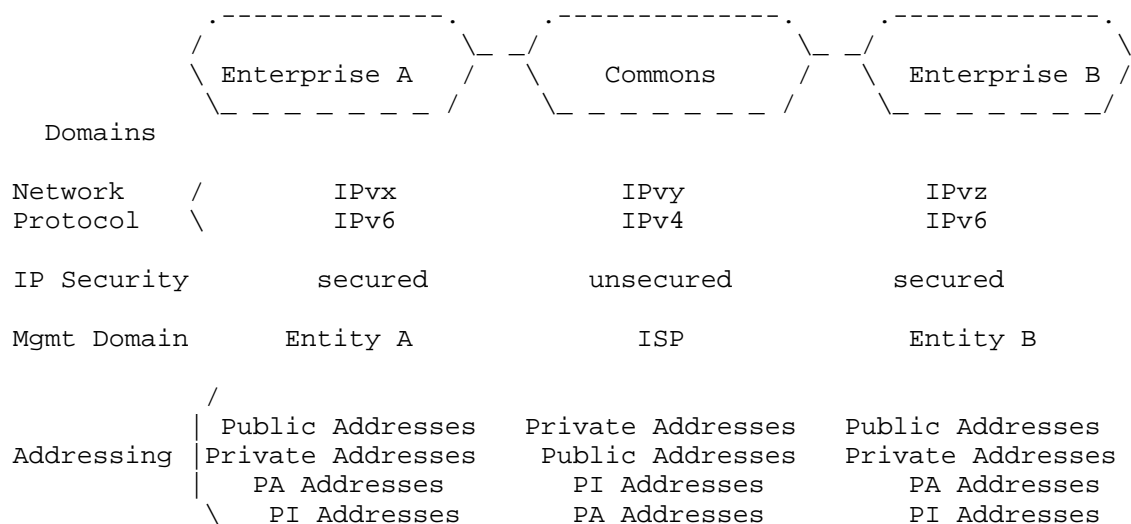 Enterprise A Commons Enterprise B
Domains
Network / IPvx IPvy IPvz
Protocol \ IPv6 IPv4 IPv6
IP Security secured unsecured secured
Mgmt Domain Entity A ISP Entity B
Public Addresses Private Addresses Public Addresses
Addressing |Private Addresses Public Addresses Private Addresses
PA Addresses PI Addresses PA Addresses
PI Addresses PA Addresses PI Addresses